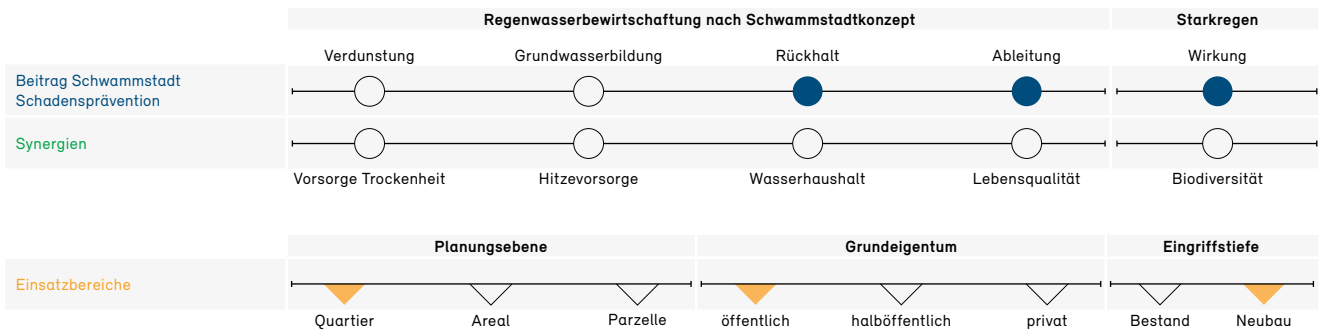 Regenwasserbewirtschaftung nach Schwammstadtkonzept Starkregen
Verdunstung Grundwasserbildung Rückhalt Ableitung Wirkung
Beitrag Schwammstadt
Schadensprävention
Synergien
Vorsorge Trockenheit Hitzevorsorge Wasserhaushalt Lebensqualität Biodiversität
Planungsebene Grundeigentum Eingriffstiefe
Einsatzbereiche
Quartier Areal Parzelle öffentlich halböffentlich privat Bestand Neubau